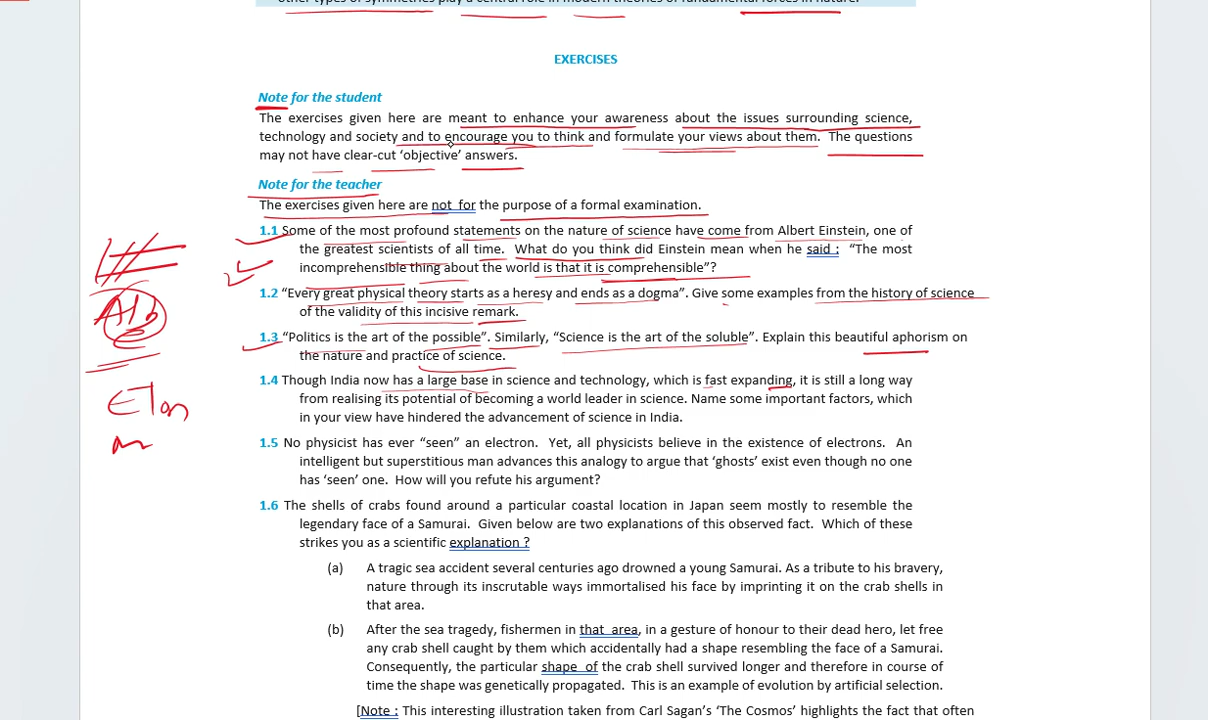 other types of symmetries play a central role in modern theories of fundamental forces in nature.
EXERCISES
Note for the student
The exercises given here are meant to enhance your awareness about the issues surrounding science,
technology and society and to encourage you to think and formulate your views about them. The questions
may not have clear-cut ‘objective’ answers.
Note for the teacher
The exercises given here are not for the purpose of a formal examination.
1.1 Some of the most profound statements on the nature of science have come from Albert Einstein, one of
the greatest scientists of all time. What do you think did Einstein mean when he said : “The most
incomprehensible thing about the world is that it is comprehensible”?
1.2 “Every great physical theory starts as a heresy and ends as a dogma”. Give some examples from the history of science
of the validity of this incisive remark.
1.3 “Politics is the art of the possible”. Similarly, “Science is the art of the soluble”. Explain this beautiful aphorism on
the nature and practice of science.
1.4 Though India now has a large base in science and technology, which is fast expanding, it is still a long way
from realising its potential of becoming a world leader in science. Name some important factors, which
in your view have hindered the advancement of science in India.
1.5 No physicist has ever “seen” an electron. Yet, all physicists believe in the existence of electrons. An
intelligent but superstitious man advances this analogy to argue that ‘ghosts’ exist even though no one
has ‘seen’ one. How will you refute his argument?
1.6 The shells of crabs found around a particular coastal location in Japan seem mostly to resemble the
legendary face of a Samurai. Given below are two explanations of this observed fact. Which of these
strikes you as a scientific explanation ?
(a) A tragic sea accident several centuries ago drowned a young Samurai. As a tribute to his bravery,
nature through its inscrutable ways immortalised his face by imprinting it on the crab shells in
that area.
(b) After the sea tragedy, fishermen in that area, in a gesture of honour to their dead hero, let free
any crab shell caught by them which accidentally had a shape resembling the face of a Samurai.
Consequently, the particular shape of the crab shell survived longer and therefore in course of
time the shape was genetically propagated. This is an example of evolution by artificial selection.
[Note : This interesting illustration taken from Carl Sagan’s ‘The Cosmos’ highlights the fact that often
Alb
Elon